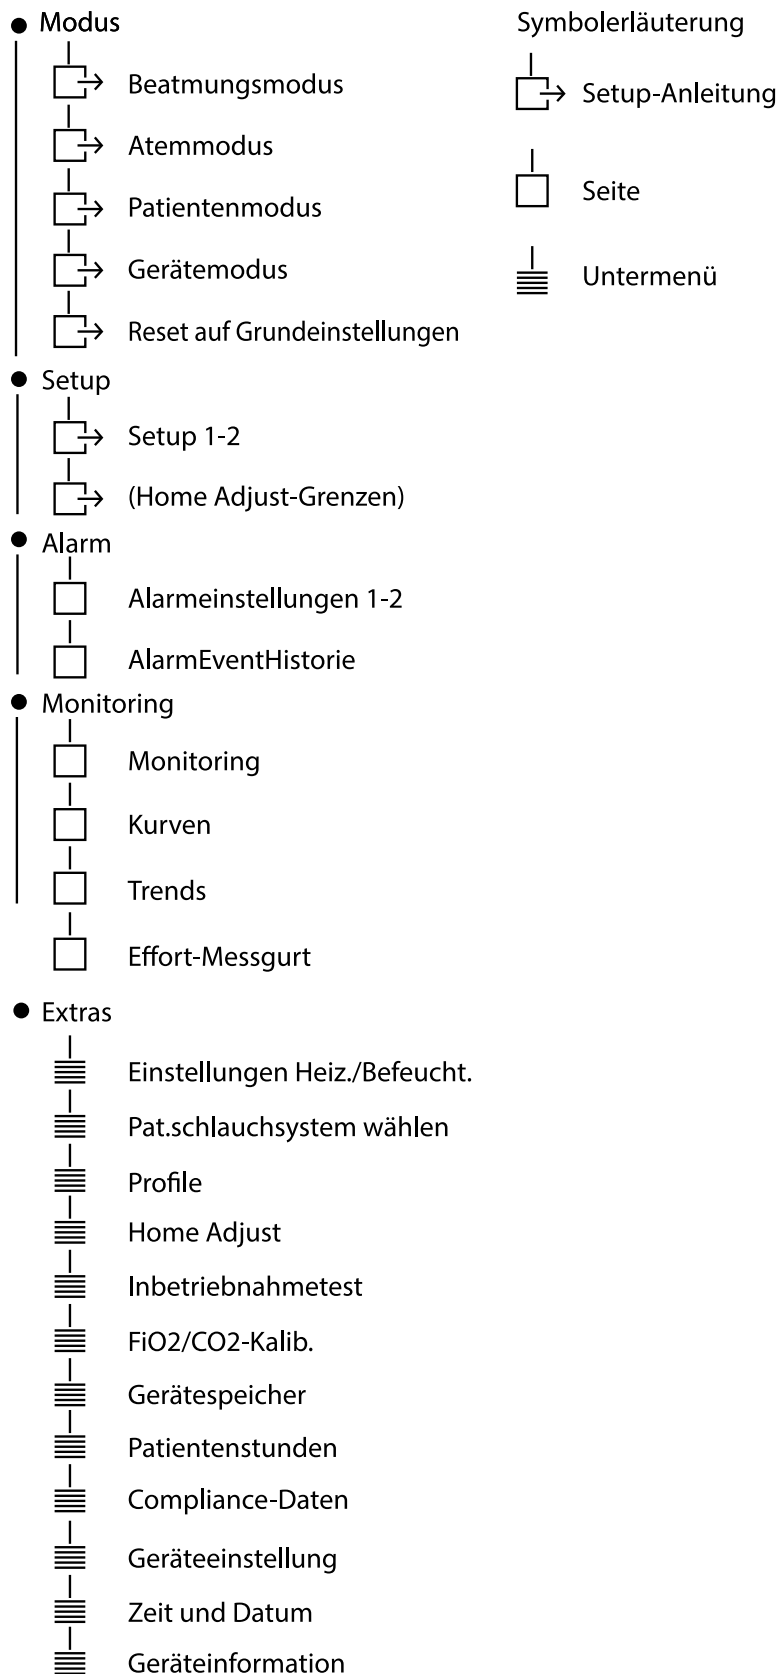 Modus
Beatmungsmodus
Atemmodus
Patientenmodus
Gerätemodus
Reset auf Grundeinstellungen
Setup
Setup 1-2
(Home Adjust-Grenzen)
Alarm
Alarmeinstellungen 1-2
AlarmEventHistorie
Monitoring
Monitoring
Kurven
Trends
Effort-Messgurt
Extras
Einstellungen Heiz./Befeucht.
Pat.schlauchsystem wählen
Profile
Home Adjust
Inbetriebnahmetest
FiO2/CO2-Kalib.
Gerätespeicher
Patientenstunden
Compliance-Daten
Geräteeinstellung
Zeit und Datum
Geräteinformation
Symbolerläuterung
Setup-Anleitung
Seite
Untermenü